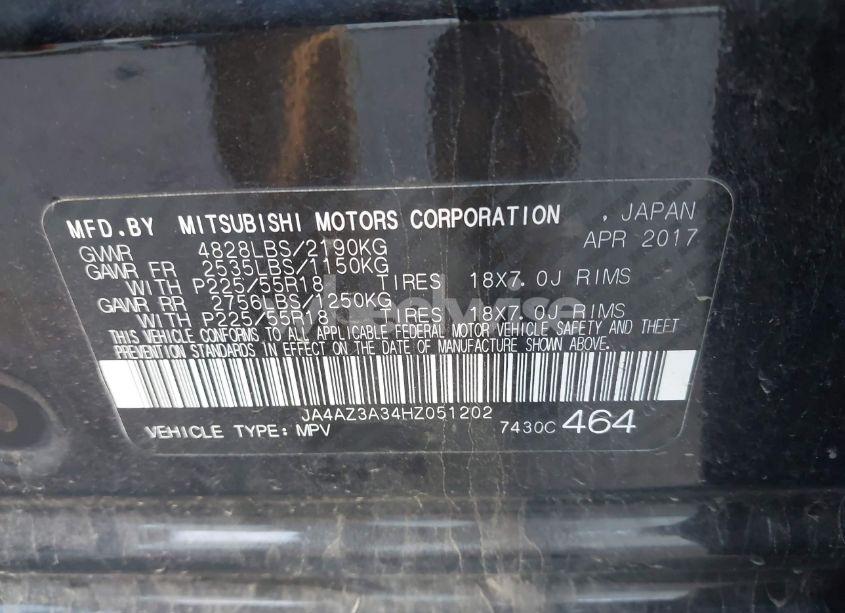 MFD.BY MITSUBISHI MOTORS CORPORATION , JAPAN
GWR 4828LBS/2190KG APR 2017
GAWR FR 2535LBS/1150KG
WITH P225/55R18 TIRES 18X7.0J RIMS
GAWR RR 2756LBS/1250KG
WITH P225/55R18 TIRES 18X7.0J RIMS
THIS VEHICLE CONFORMS TO ALL APPLICABLE FEDERAL MOTOR VEHICLE SAFETY AND THEFT
PREVENTION STANDARDS IN EFFECT ON THE DATE OF MANUFACTURE SHOWN ABOVE.
JA4AZ3A34HZ051202
VEHICLE TYPE: MPV 7430C 464